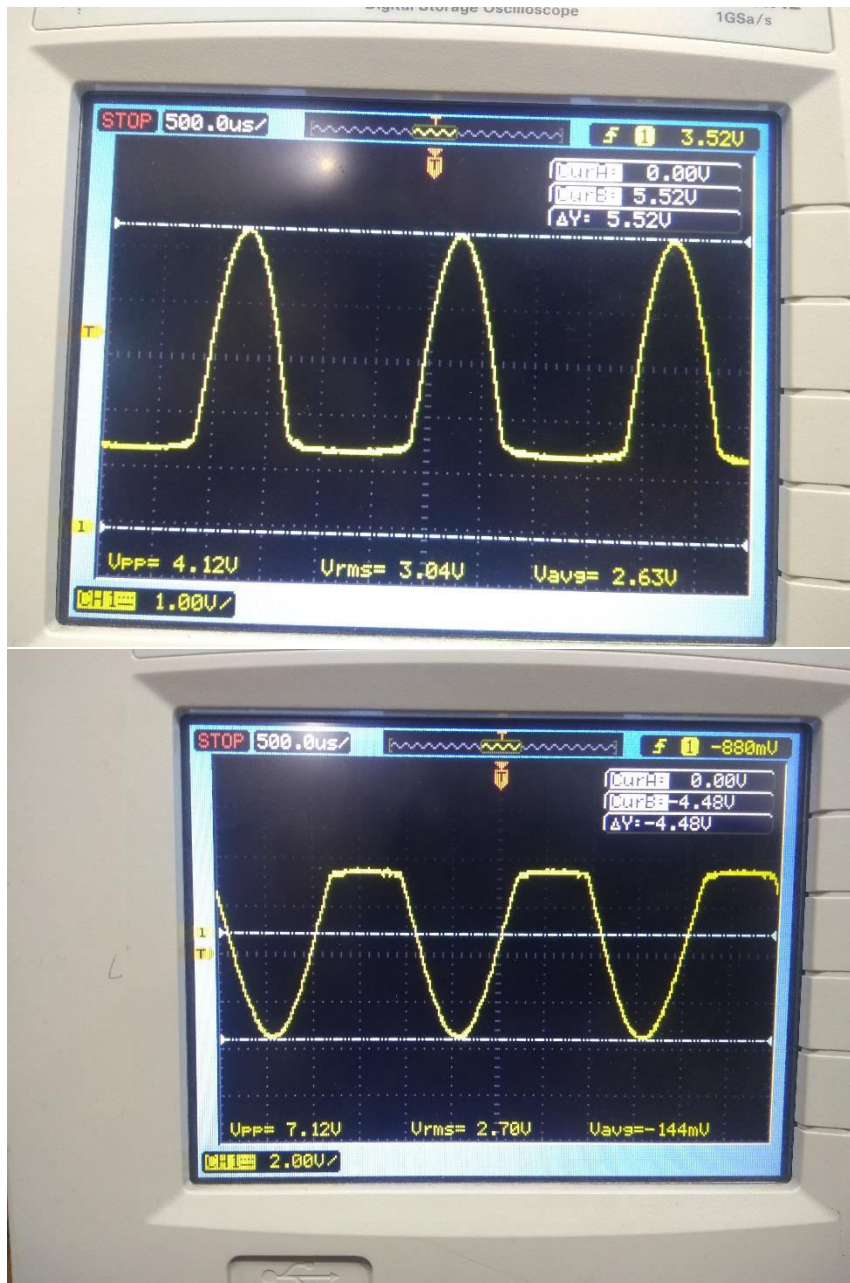 Digital Storage Oscilloscope
1GSa/s
STOP 500.0us/ T f 1 3.52V
T
CurA: 0.00V
CurB: 5.52V
ΔY: 5.52V
T
1
Vpp= 4.12V Vrms= 3.04V Vavg= 2.63V
CH1 1.00V/
STOP 500.0us/ T f 1 -880mV
T
CurA: 0.00V
CurB:-4.48V
ΔY:-4.48V
1
T
Vpp= 7.12V Vrms= 2.70V Vavg=-144mV
CH1 2.00V/